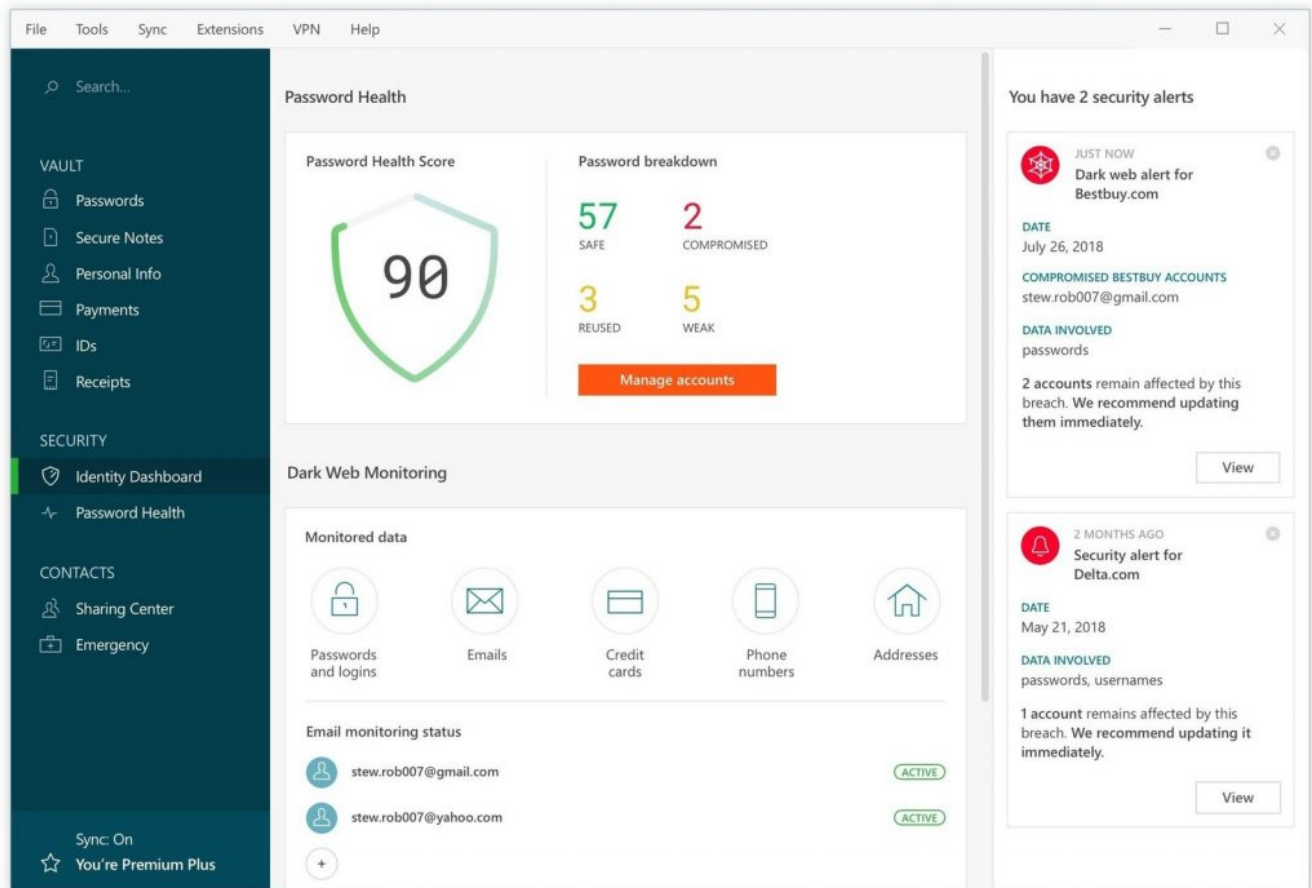 File Tools Sync Extensions VPN Help
Search...
VAULT
Passwords
Secure Notes
Personal Info
Payments
IDs
Receipts
SECURITY
Identity Dashboard
Password Health
CONTACTS
Sharing Center
Emergency
Sync: On
You're Premium Plus
Password Health
Password Health Score
90
Password breakdown
57 2
SAFE COMPROMISED
3 5
REUSED WEAK
Manage accounts
Dark Web Monitoring
Monitored data
Passwords
and logins
Emails
Credit
cards
Phone
numbers
Addresses
Email monitoring status
stew.rob007@gmail.com ACTIVE
stew.rob007@yahoo.com ACTIVE
You have 2 security alerts
JUST NOW
Dark web alert for
Bestbuy.com
DATE
July 26, 2018
COMPROMISED BESTBUY ACCOUNTS
stew.rob007@gmail.com
DATA INVOLVED
passwords
2 accounts remain affected by this
breach. We recommend updating
them immediately.
View
2 MONTHS AGO
Security alert for
Delta.com
DATE
May 21, 2018
DATA INVOLVED
passwords, usernames
1 account remains affected by this
breach. We recommend updating it
immediately.
View